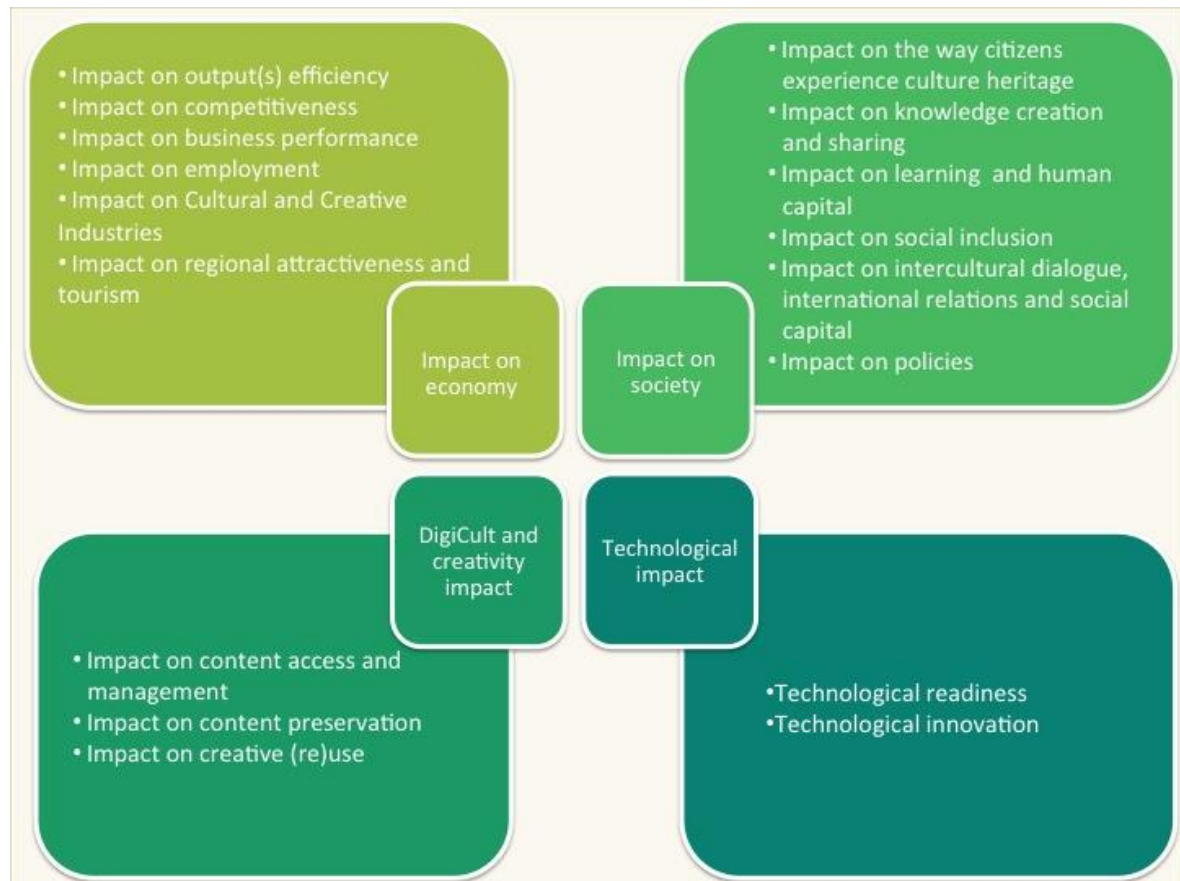 • Impact on output(s) efficiency
• Impact on competitiveness
• Impact on business performance
• Impact on employment
• Impact on Cultural and Creative
Industries
• Impact on regional attractiveness and
tourism
Impact on
economy
• Impact on the way citizens
experience culture heritage
• Impact on knowledge creation
and sharing
• Impact on learning and human
capital
• Impact on social inclusion
• Impact on intercultural dialogue,
international relations and social
capital
• Impact on policies
Impact on
society
DigiCult and
creativity
impact
• Impact on content access and
management
• Impact on content preservation
• Impact on creative (re)use
Technological
impact
•Technological readiness
•Technological innovation